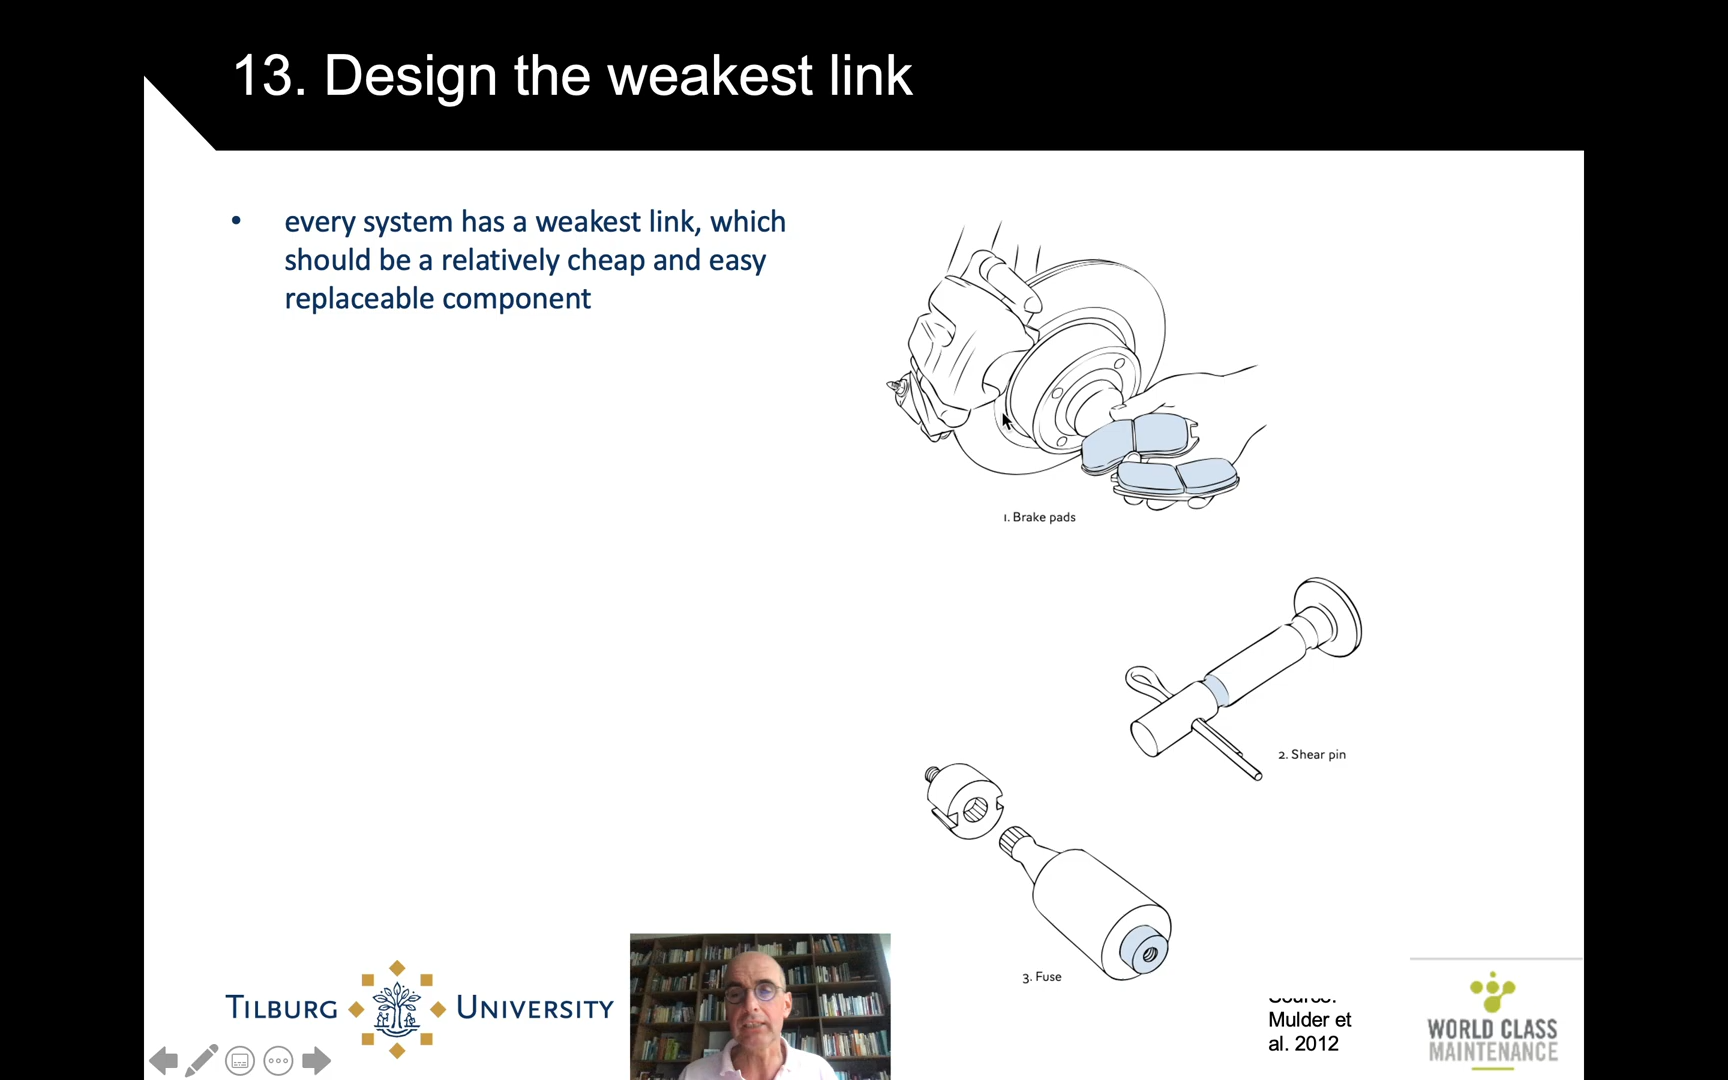 13. Design the weakest link
• every system has a weakest link, which
should be a relatively cheap and easy
replaceable component
1. Brake pads
2. Shear pin
3. Fuse
TILBURG UNIVERSITY
Source:
Mulder et
al. 2012
WORLD CLASS
MAINTENANCE